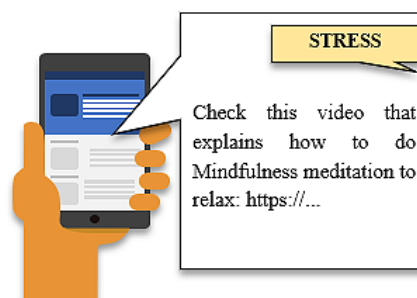 STRESS
Check this video that
explains how to do
Mindfulness meditation to
relax: https://...